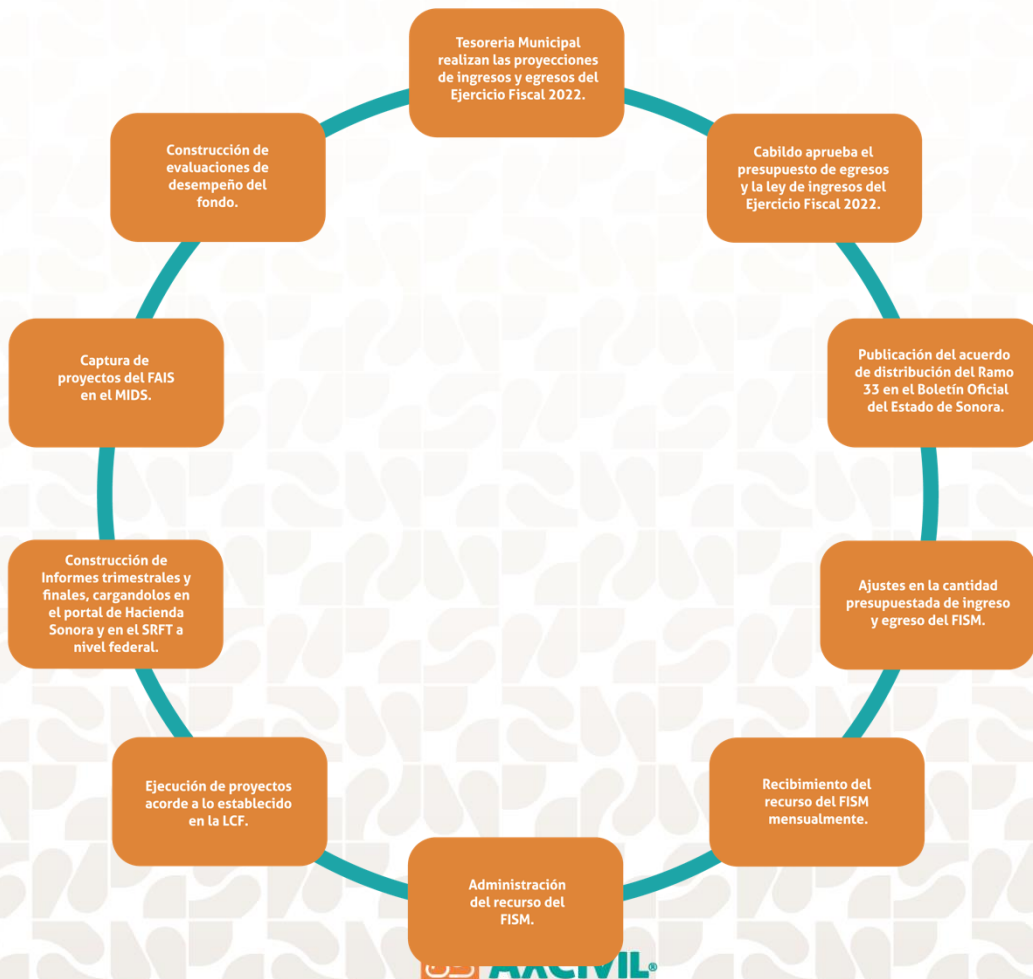 Tesoreria Municipal
realizan las proyecciones
de ingresos y egresos del
Ejercicio Fiscal 2022.
Cabildo aprueba el
presupuesto de egresos
y la ley de ingresos del
Ejercicio Fiscal 2022.
Publicación del acuerdo
de distribución del Ramo
33 en el Boletín Oficial
del Estado de Sonora.
Ajustes en la cantidad
presupuestada de ingreso
y egreso del FISM.
Recibimiento del
recurso del FISM
mensualmente.
Administración
del recurso del
FISM.
Ejecución de proyectos
acorde a lo establecido
en la LCF.
Construcción de
Informes trimestrales y
finales, cargandolos en
el portal de Hacienda
Sonora y en el SRFT a
nivel federal.
Captura de
proyectos del FAIS
en el MIDS.
Construcción de
evaluaciones de
desempeño del
fondo.
AXCIVIL®